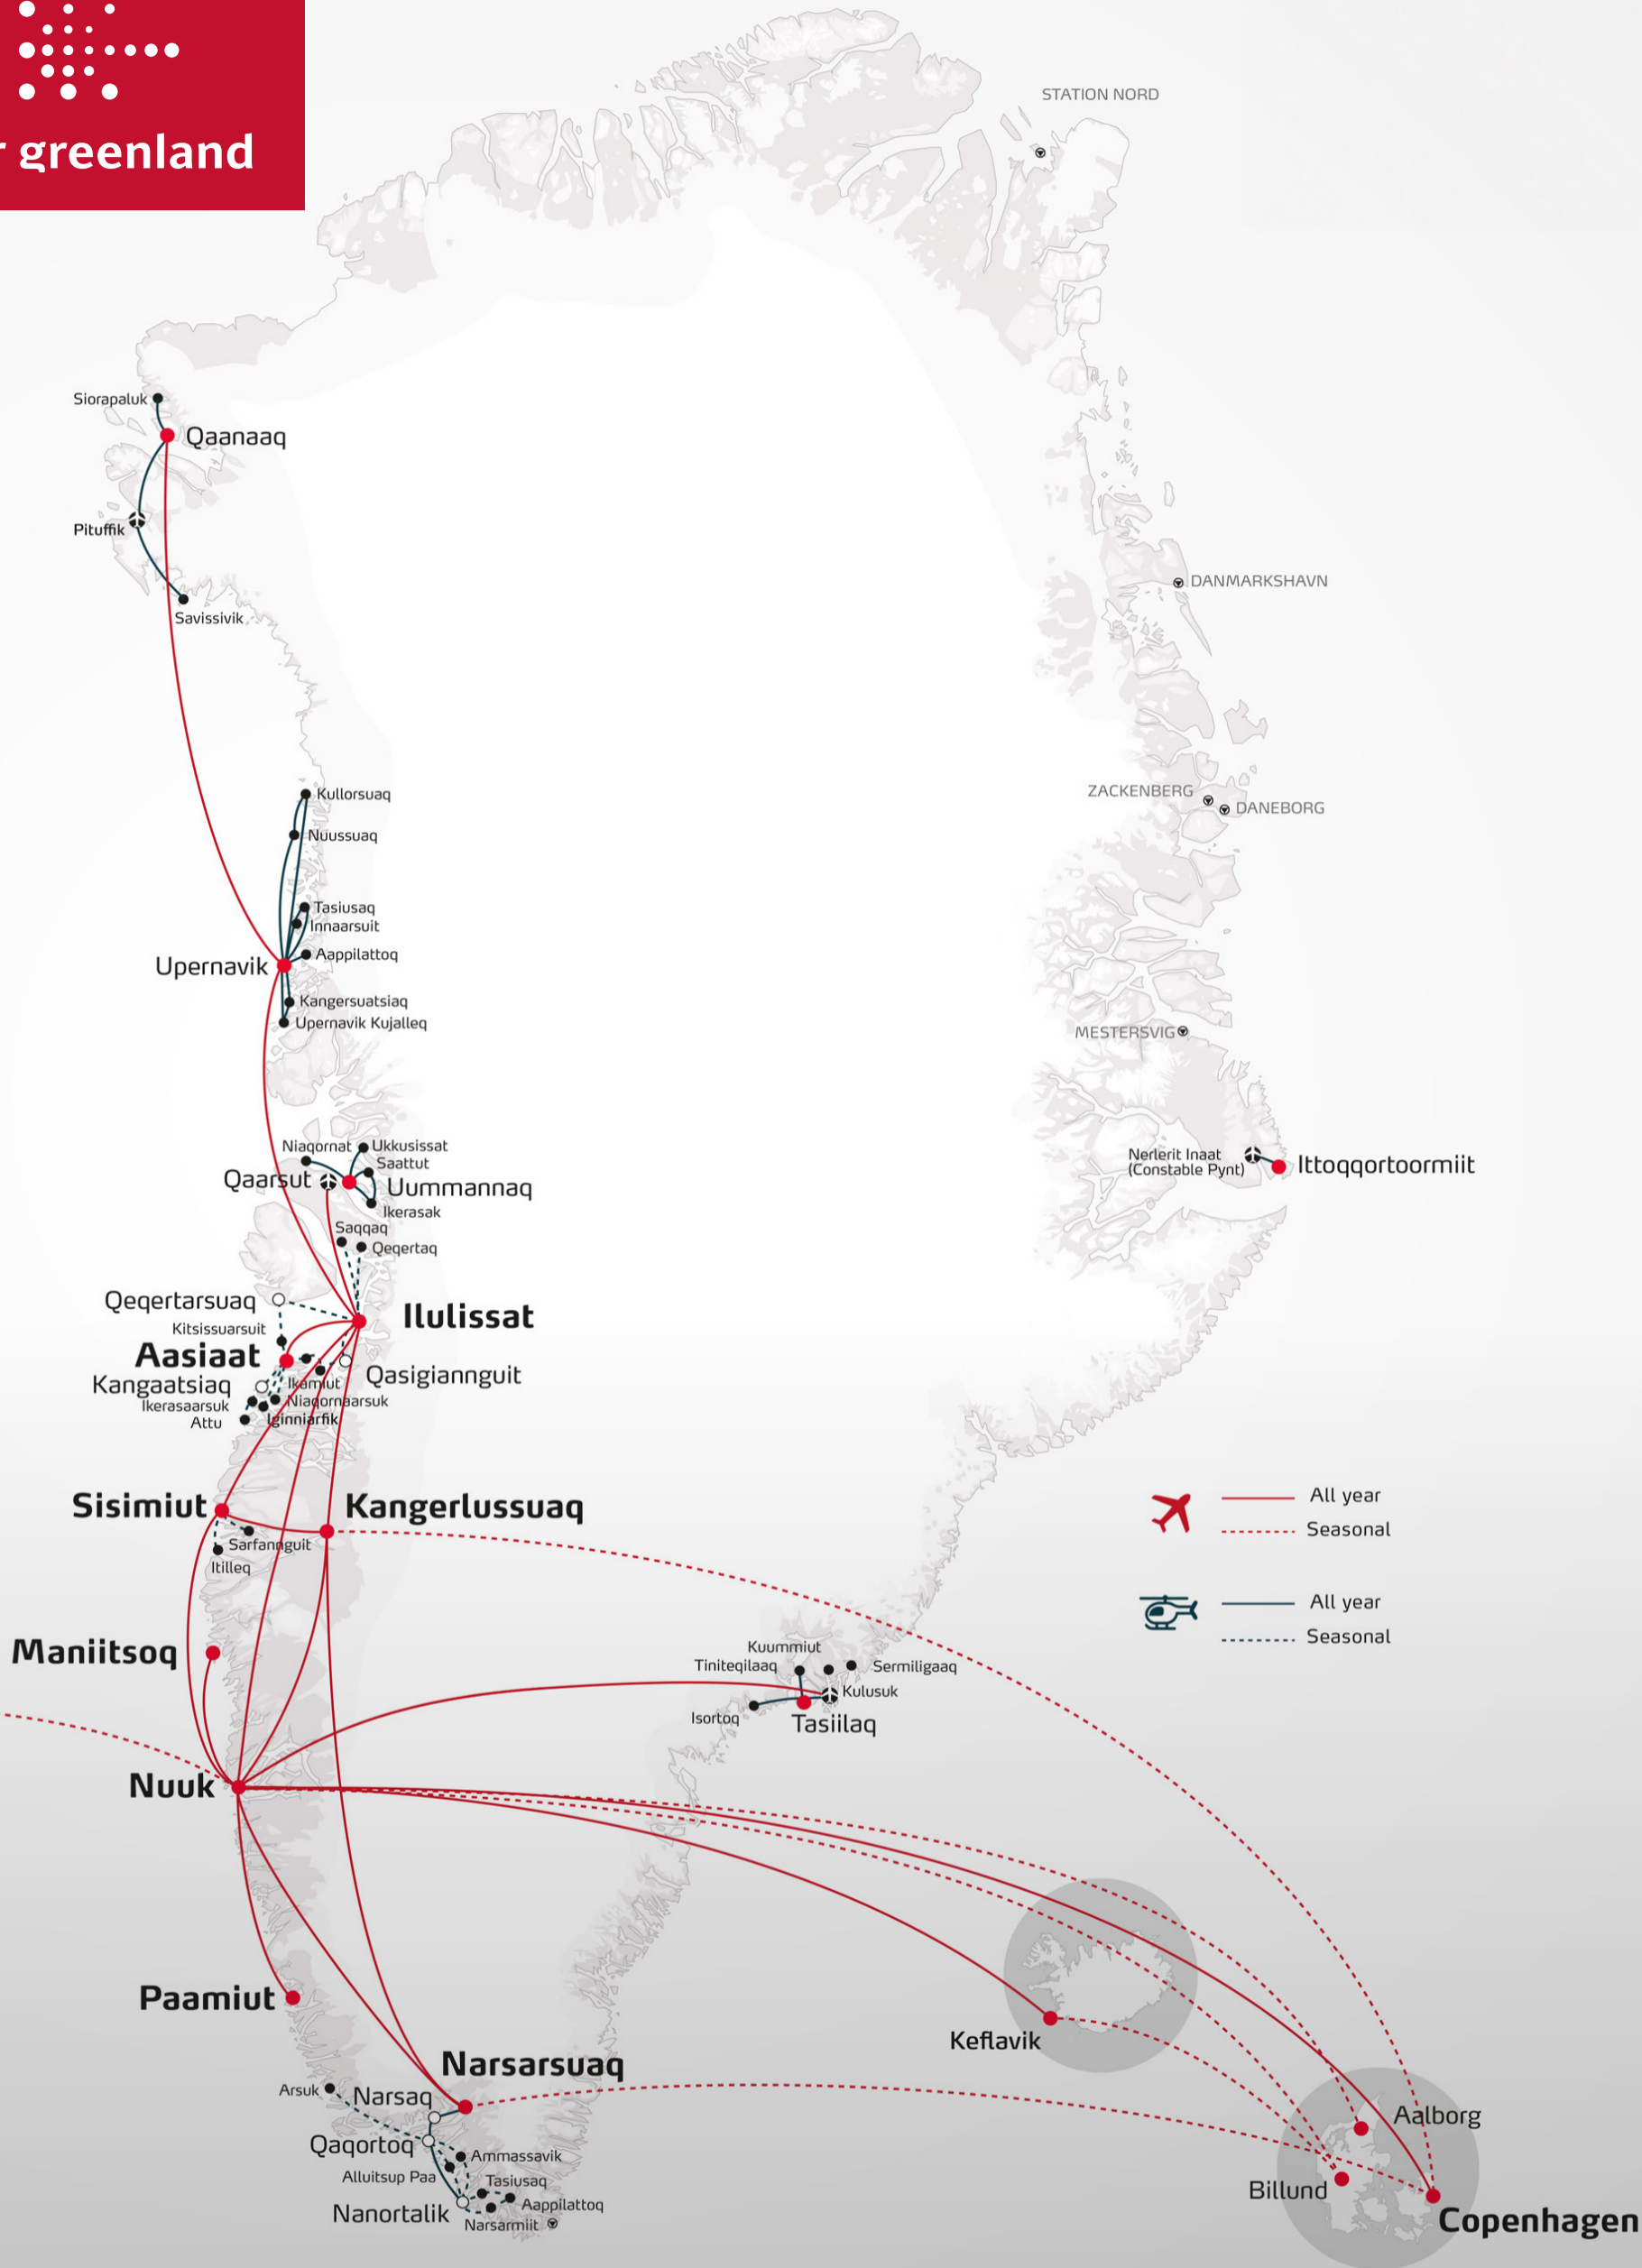 r greenland
STATION NORD
Siorapaluk
Qaanaaq
Pituffik
Savissivik
DANMARKSHAVN
ZACKENBERG
DANEBORG
Kullorsuaq
Nuussuaq
Tasiusaq
Innaarsuit
Aappilattoq
Upernavik
Kangersuatsiaq
Upernavik Kujalleq
MESTERSVIG
Niaqornat
Ukkusissat
Saattut
Qaarsut
Uummannaq
Ikerasak
Saqqaq
Qeqertaq
Nerlerit Inaat
(Constable Pynt)
Ittoqqortoormiit
Qeqertarsuaq
Ilulissat
Kitsissuarsuit
Aasiaat
Qasigiannguit
Kangaatsiaq
Ikamiut
Niaqornaarsuk
Ikerasaarsuk
Iginniarfik
Attu
Sisimiut
Kangerlussuaq
Sarfannguit
Itilleq
All year
Seasonal
All year
Seasonal
Maniitsoq
Kuummiut
Tiniteqilaaq
Sermiligaaq
Kulusuk
Isortoq
Tasiilaq
Nuuk
Paamiut
Keflavik
Narsarsuaq
Arsuk
Narsaq
Qaqortoq
Ammassavik
Alluitsup Paa
Tasiusaq
Aappilattoq
Nanortalik
Narsarmiit
Aalborg
Billund
Copenhagen